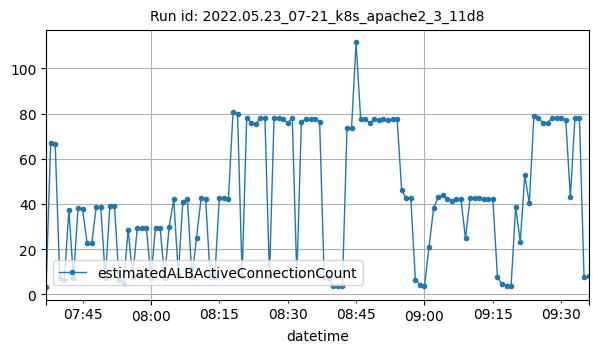 Run id: 2022.05.23_07-21_k8s_apache2_3_11d8
100
80
60
40
20
0
estimatedALBActiveConnectionCount
07:45 08:00 08:15 08:30 08:45 09:00 09:15 09:30
datetime